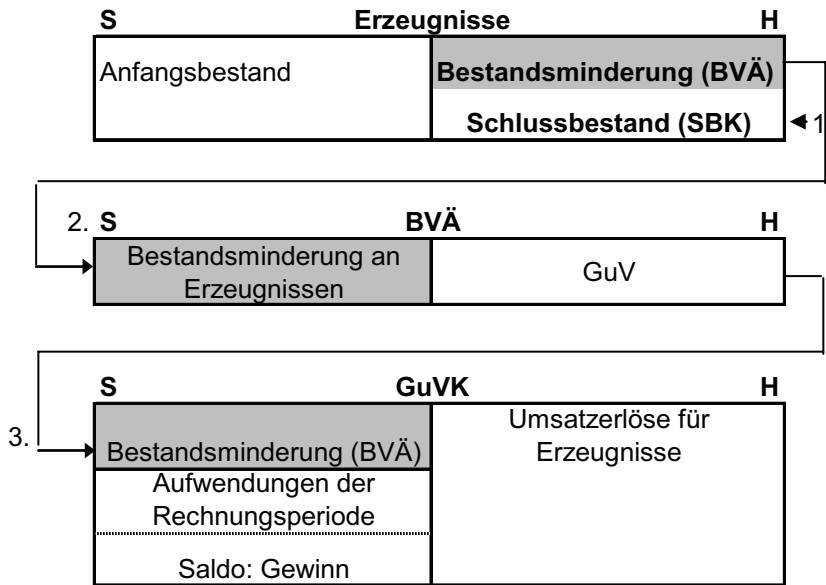 S Erzeugnisse H
Anfangsbestand Bestandsminderung (BVÄ)
Schlussbestand (SBK) 1
2. S BVÄ H
Bestandsminderung an
Erzeugnissen
GuV
S GuVK H
3.
Bestandsminderung (BVÄ)
Aufwendungen der
Rechnungsperiode
Saldo: Gewinn
Umsatzerlöse für
Erzeugnisse